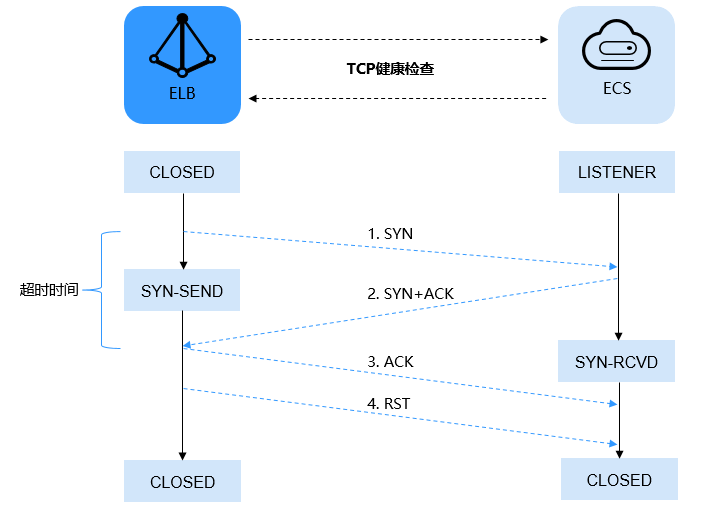 ELB
TCP健康检查
ECS
CLOSED
LISTENER
1. SYN
超时时间
SYN-SEND
2. SYN+ACK
3. ACK
SYN-RCVD
4. RST
CLOSED
CLOSED